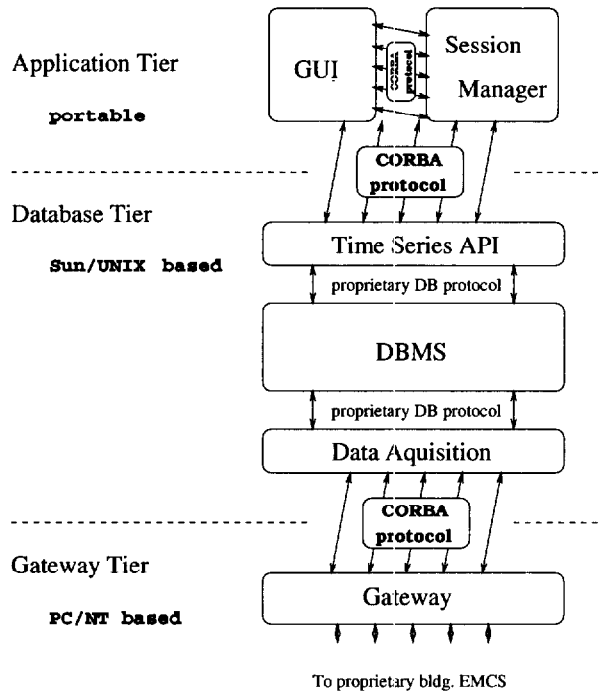 Application Tier
portable
GUI
CORBA
protocol
Session
Manager
CORBA
protocol
Database Tier
Sun/UNIX based
Time Series API
proprietary DB protocol
DBMS
proprietary DB protocol
Data Aquisition
CORBA
protocol
Gateway Tier
PC/NT based
Gateway
To proprietary bldg. EMCS